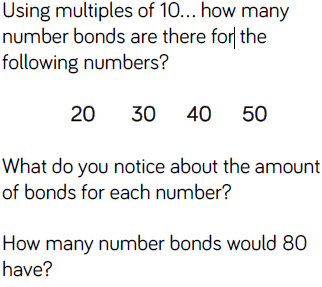 Using multiples of 10... how many
number bonds are there for the
following numbers?
20 30 40 50
What do you notice about the amount
of bonds for each number?
How many number bonds would 80
have?